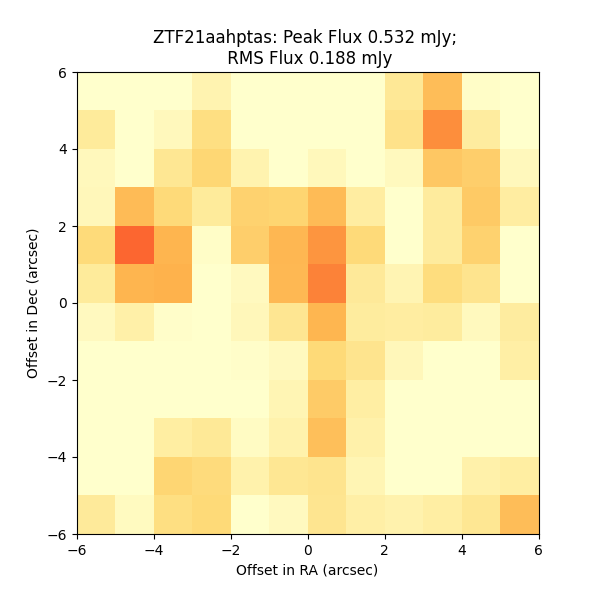 ZTF21aahptas: Peak Flux 0.532 mJy;
RMS Flux 0.188 mJy
6
4
2
0
−2
−4
−6
Offset in Dec (arcsec)
−6 −4 −2 0 2 4 6
Offset in RA (arcsec)